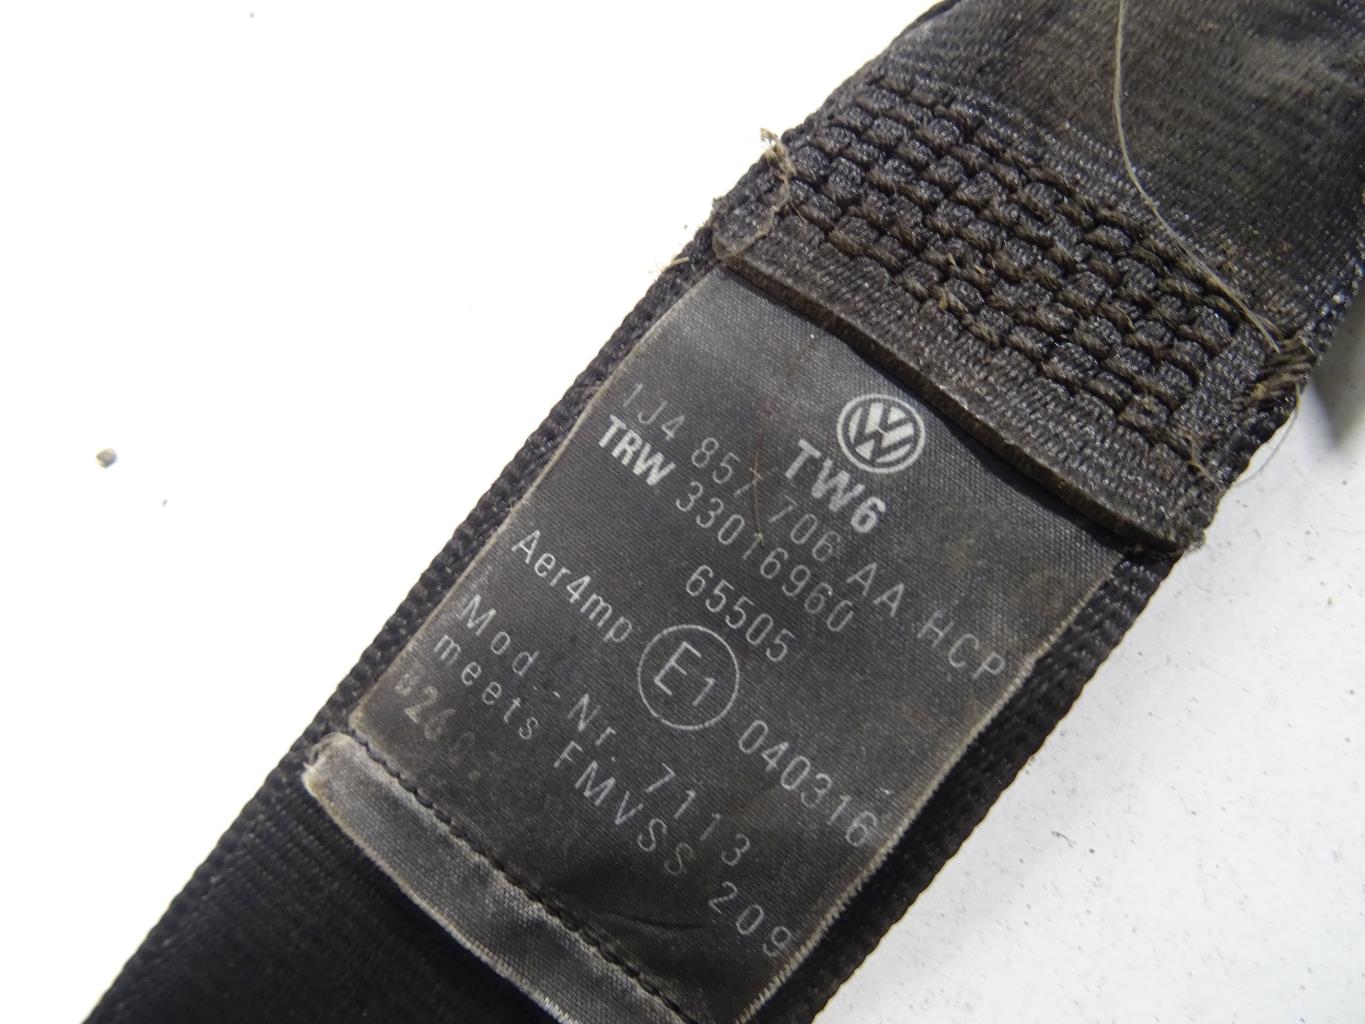 TW6
1J4 857 706 AA HCP
TRW 33016960
65505
Aer4mp E1 040316
Mod.-Nr. 7113
meets FMVSS 209